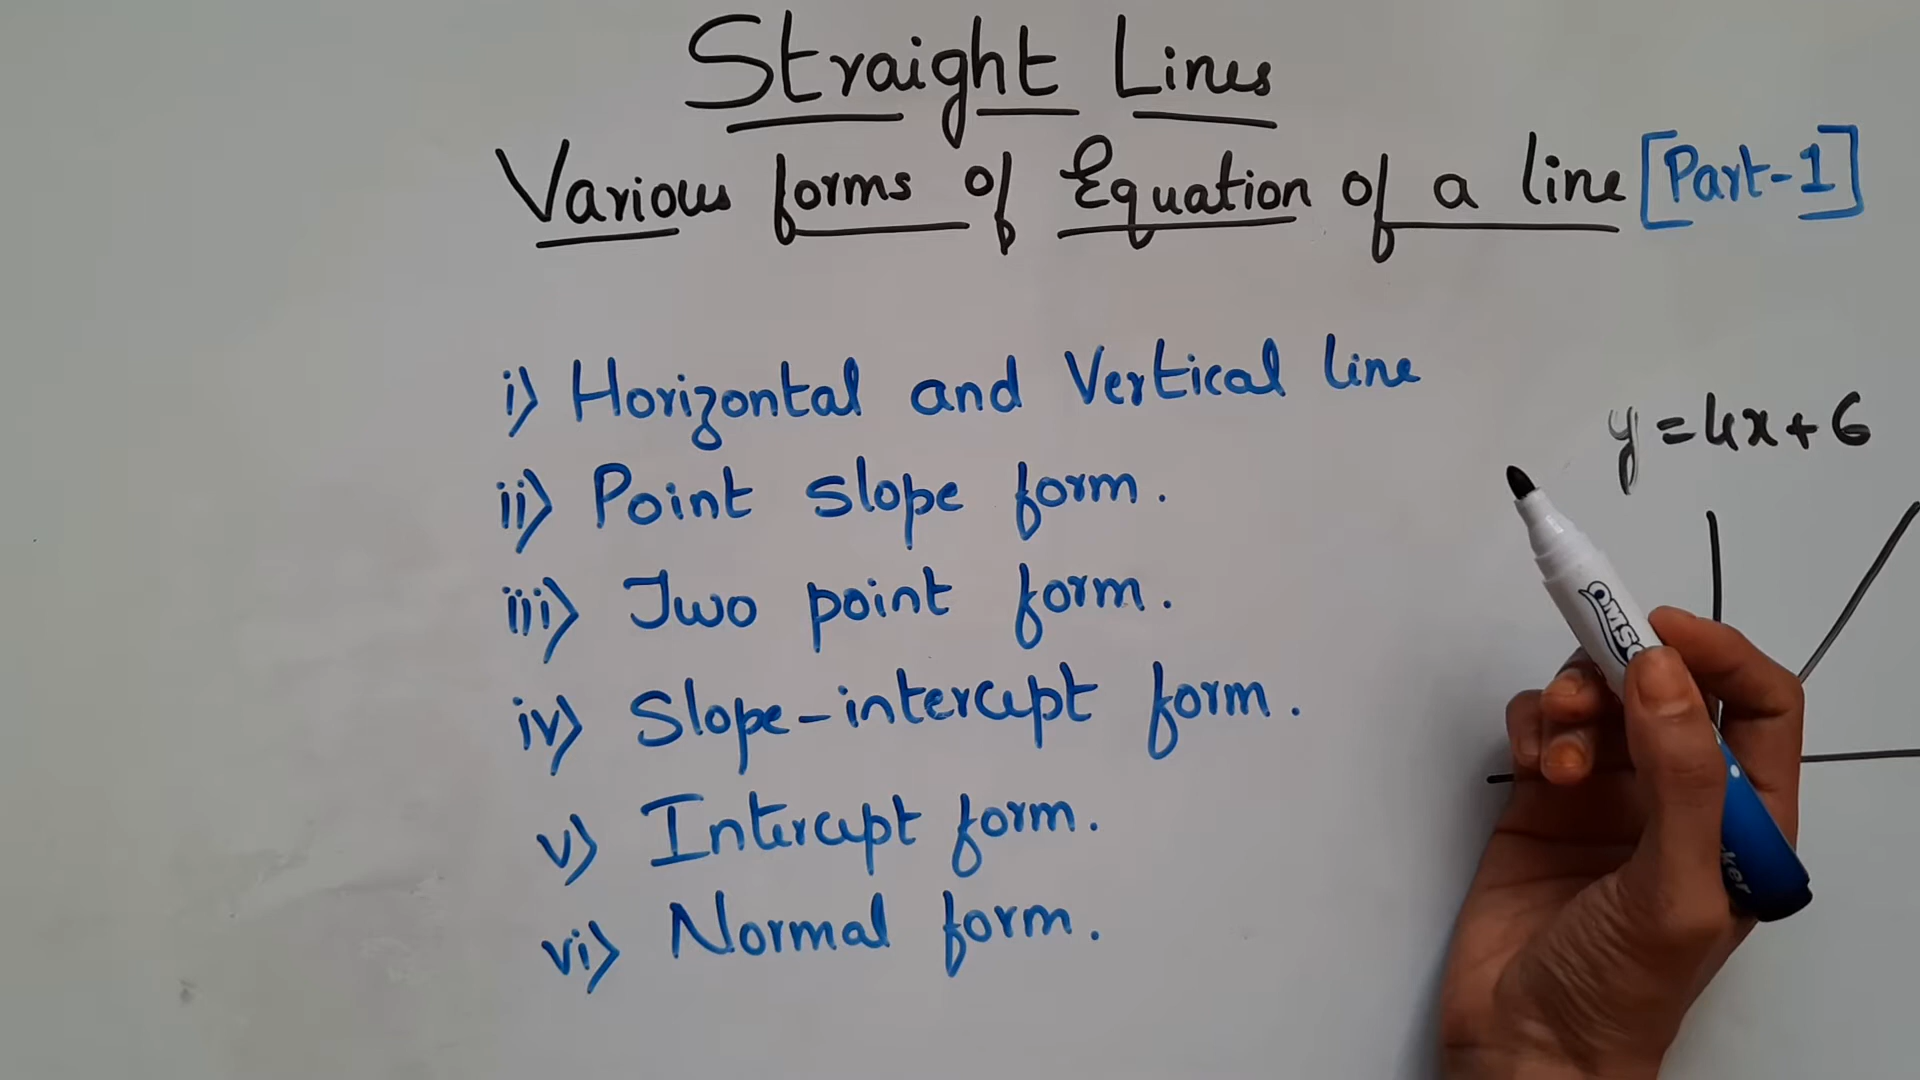 Straight Lines
Various forms of Equation of a line [Part-1]
i) Horizontal and Vertical line
y = 4x + 6
ii) Point slope form.
iii) Two point form.
iv) Slope-intercept form.
v) Intercept form.
vi) Normal form.